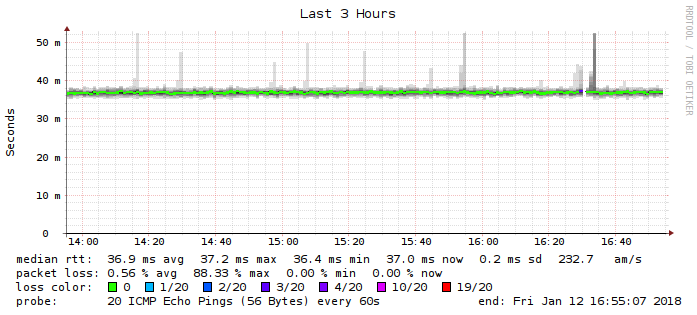 Last 3 Hours
RRDTOOL / TOBI OETIKER
Seconds
50 m
40 m
30 m
20 m
10 m
0
14:00 14:20 14:40 15:00 15:20 15:40 16:00 16:20 16:40
median rtt: 36.9 ms avg 37.2 ms max 36.4 ms min 37.0 ms now 0.2 ms sd 232.7 am/s
packet loss: 0.56 % avg 88.33 % max 0.00 % min 0.00 % now
loss color: 0 1/20 2/20 3/20 4/20 10/20 19/20
probe: 20 ICMP Echo Pings (56 Bytes) every 60s end: Fri Jan 12 16:55:07 2018